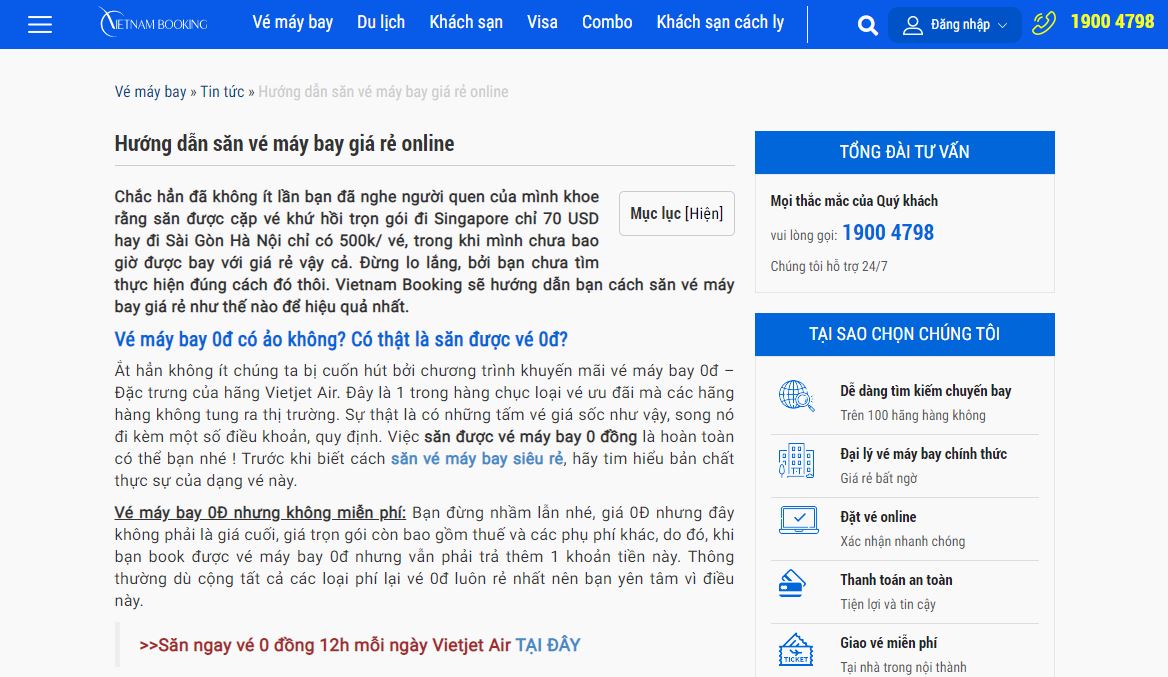 VIETNAM BOOKING
Vé máy bay
Du lịch
Khách sạn
Visa
Combo
Khách sạn cách ly
Đăng nhập
1900 4798
Vé máy bay » Tin tức » Hướng dẫn săn vé máy bay giá rẻ online
Hướng dẫn săn vé máy bay giá rẻ online
Chắc hẳn đã không ít lần bạn đã nghe người quen của mình khoe
rằng săn được cặp vé khứ hồi trọn gói đi Singapore chỉ 70 USD
hay đi Sài Gòn Hà Nội chỉ có 500k/ vé, trong khi mình chưa bao
giờ được bay với giá rẻ vậy cả. Đừng lo lắng, bởi bạn chưa tìm
thực hiện đúng cách đó thôi. Vietnam Booking sẽ hướng dẫn bạn cách săn vé máy
bay giá rẻ như thế nào để hiệu quả nhất.
Mục lục [Hiện]
Vé máy bay 0đ có ảo không? Có thật là săn được vé 0đ?
Ắt hẳn không ít chúng ta bị cuốn hút bởi chương trình khuyến mãi vé máy bay 0đ –
Đặc trưng của hãng Vietjet Air. Đây là 1 trong hàng chục loại vé ưu đãi mà các hãng
hàng không tung ra thị trường. Sự thật là có những tấm vé giá sốc như vậy, song nó
đi kèm một số điều khoản, quy định. Việc săn được vé máy bay 0 đồng là hoàn toàn
có thể bạn nhé ! Trước khi biết cách săn vé máy bay siêu rẻ, hãy tìm hiểu bản chất
thực sự của dạng vé này.
Vé máy bay 0Đ nhưng không miễn phí: Bạn đừng nhầm lẫn nhé, giá 0Đ nhưng đây
không phải là giá cuối, giá trọn gói còn bao gồm thuế và các phụ phí khác, do đó, khi
bạn book được vé máy bay 0đ nhưng vẫn phải trả thêm 1 khoản tiền này. Thông
thường dù cộng tất cả các loại phí lại vé 0đ luôn rẻ nhất nên bạn yên tâm vì điều
này.
>>Săn ngay vé 0 đồng 12h mỗi ngày Vietjet Air TẠI ĐÂY
TỔNG ĐÀI TƯ VẤN
Mọi thắc mắc của Quý khách
vui lòng gọi: 1900 4798
Chúng tôi hỗ trợ 24/7
TẠI SAO CHỌN CHÚNG TÔI
Dễ dàng tìm kiếm chuyến bay
Trên 100 hãng hàng không
Đại lý vé máy bay chính thức
Giá rẻ bất ngờ
Đặt vé online
Xác nhận nhanh chóng
Thanh toán an toàn
Tiện lợi và tin cậy
Giao vé miễn phí
TICKET
Tại nhà trong nội thành